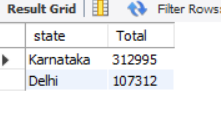 Result Grid Filter Rows:
state Total
Karnataka 312995
Delhi 107312